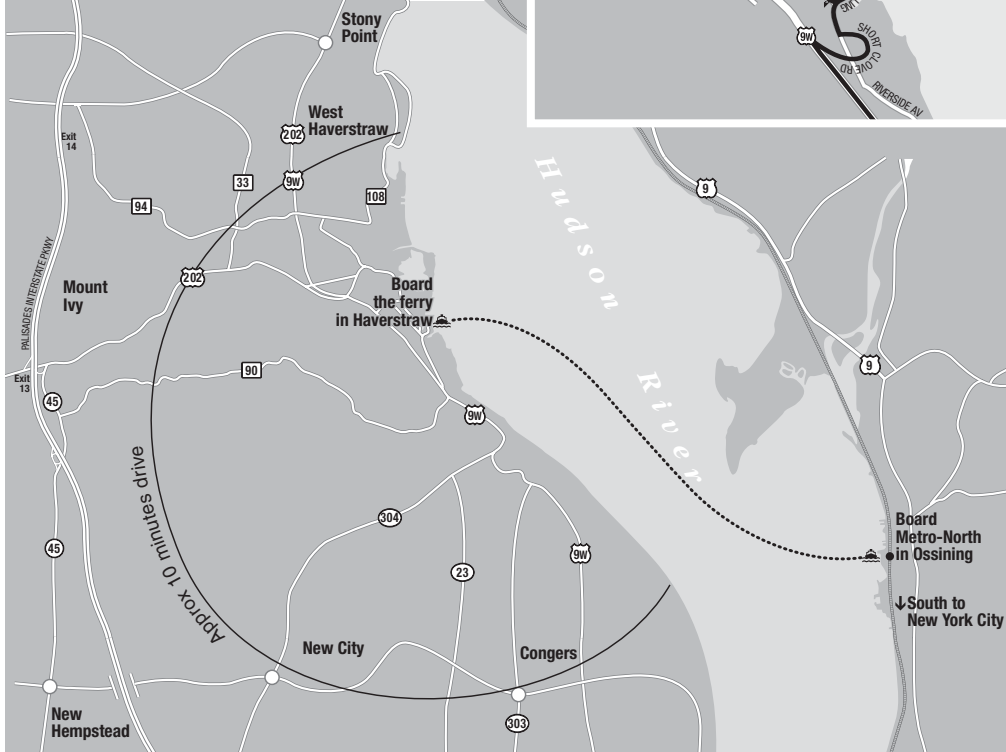 Stony
Point
LONG
SHORT CLOVE RD
9W
RIVERSIDE AV
West
Haverstraw
202
Exit
14
33
9W
108
94
9
Hudson
River
PALISADES INTERSTATE PKWY
202
Mount
Ivy
Board
the ferry
in Haverstraw
90
9
Exit
13
45
9W
Approx 10 minutes drive
304
Board
Metro-North
in Ossining
45
23
9W
↓South to
New York City
New City
Congers
New
Hempstead
303